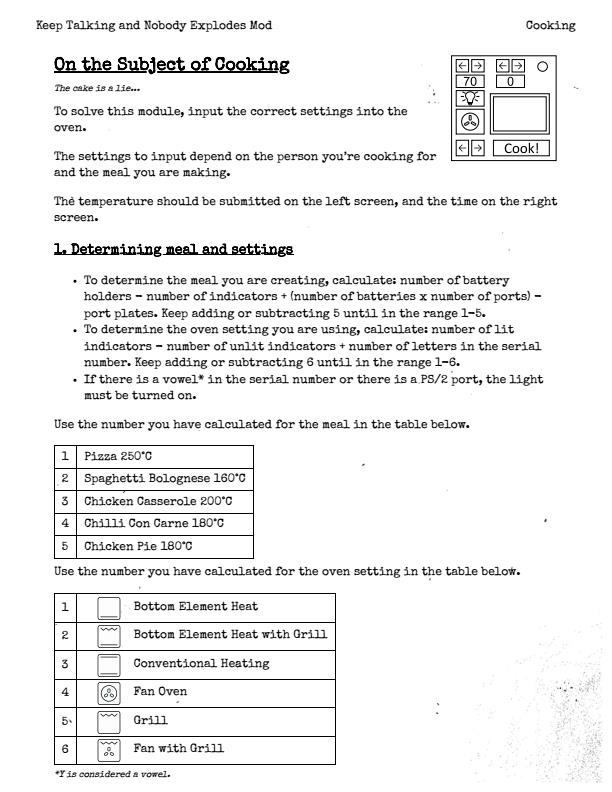 Keep Talking and Nobody Explodes Mod
Cooking
On the Subject of Cooking
The cake is a lie...
70
0
Cook!
To solve this module, input the correct settings into the
oven.
The settings to input depend on the person you're cooking for
and the meal you are making.
The temperature should be submitted on the left screen, and the time on the right
screen.
1. Determining meal and settings
• To determine the meal you are creating, calculate: number of battery
holders – number of indicators + (number of batteries x number of ports) –
port plates. Keep adding or subtracting 5 until in the range 1-5.
• To determine the oven setting you are using, calculate: number of lit
indicators – number of unlit indicators + number of letters in the serial
number. Keep adding or subtracting 6 until in the range 1-6.
• If there is a vowel* in the serial number or there is a PS/2 port, the light
must be turned on.
Use the number you have calculated for the meal in the table below.
1 Pizza 250°C
2 Spaghetti Bolognese 160°C
3 Chicken Casserole 200°C
4 Chilli Con Carne 180°C
5 Chicken Pie 180°C
Use the number you have calculated for the oven setting in the table below.
1 Bottom Element Heat
2 Bottom Element Heat with Grill
3 Conventional Heating
4 Fan Oven
5 Grill
6 Fan with Grill
*Y is considered a vowel.